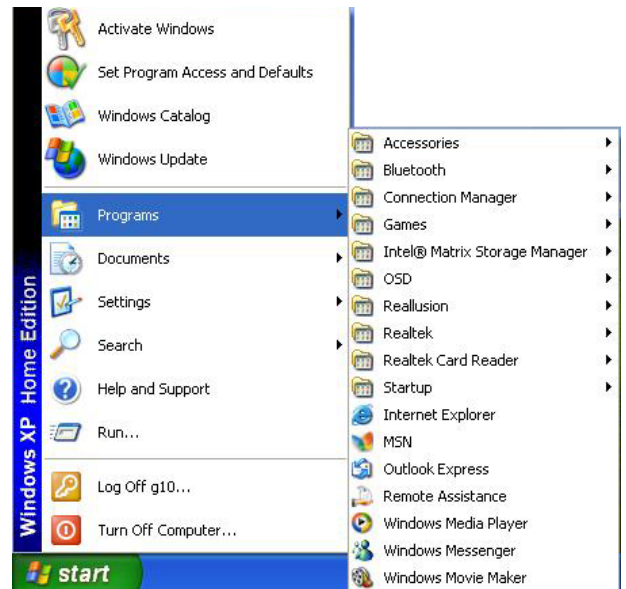 Activate Windows
Set Program Access and Defaults
Windows Catalog
Windows Update
Programs
Documents
Settings
Search
Help and Support
Run...
Log Off g10...
Turn Off Computer...
Windows XP Home Edition
start
Accessories
Bluetooth
Connection Manager
Games
Intel® Matrix Storage Manager
OSD
Reallusion
Realtek
Realtek Card Reader
Startup
Internet Explorer
MSN
Outlook Express
Remote Assistance
Windows Media Player
Windows Messenger
Windows Movie Maker